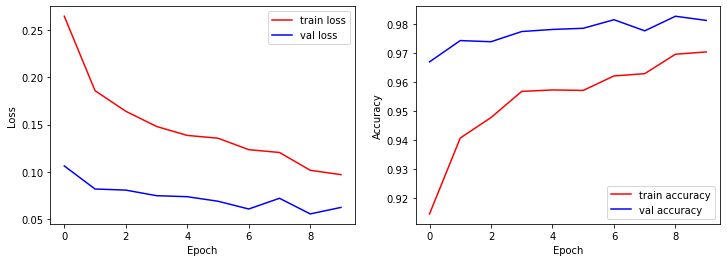 0.25
0.20
0.15
0.10
0.05
Loss
0 2 4 6 8
Epoch
train loss
val loss
0.98
0.97
0.96
0.95
0.94
0.93
0.92
Accuracy
0 2 4 6 8
Epoch
train accuracy
val accuracy